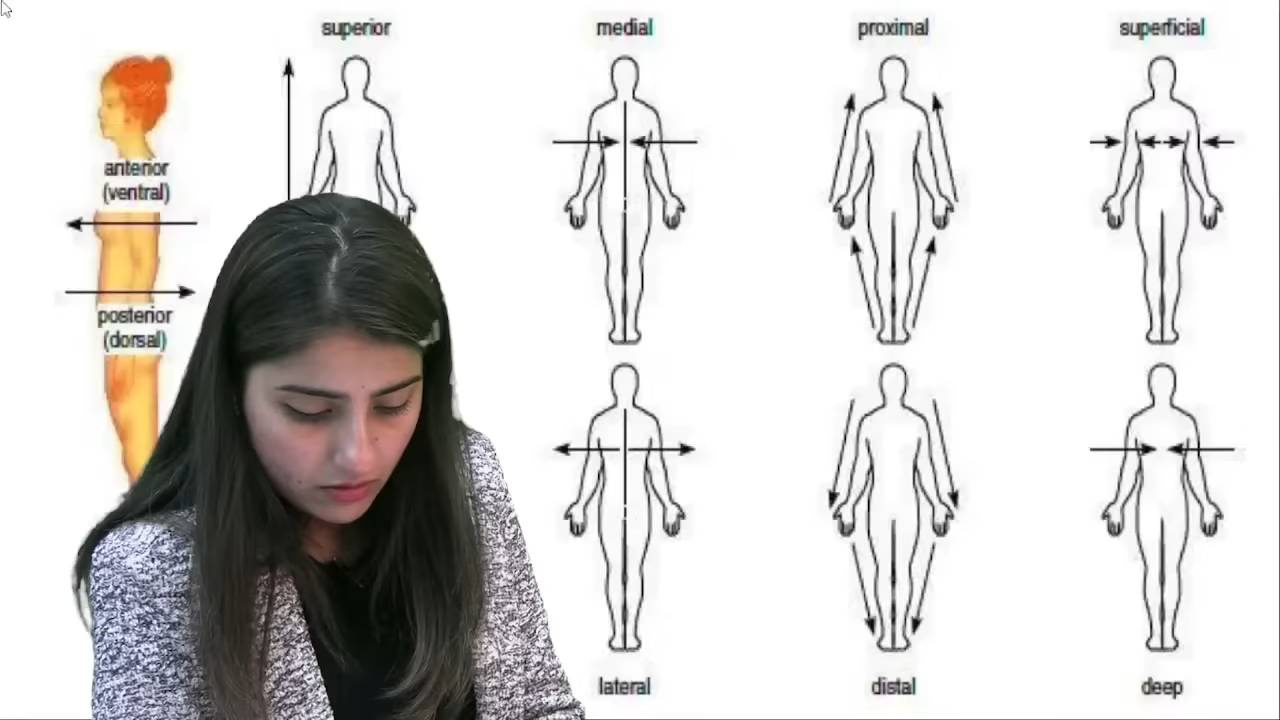 superior
medial
proximal
superficial
anterior
(ventral)
posterior
(dorsal)
lateral
distal
deep